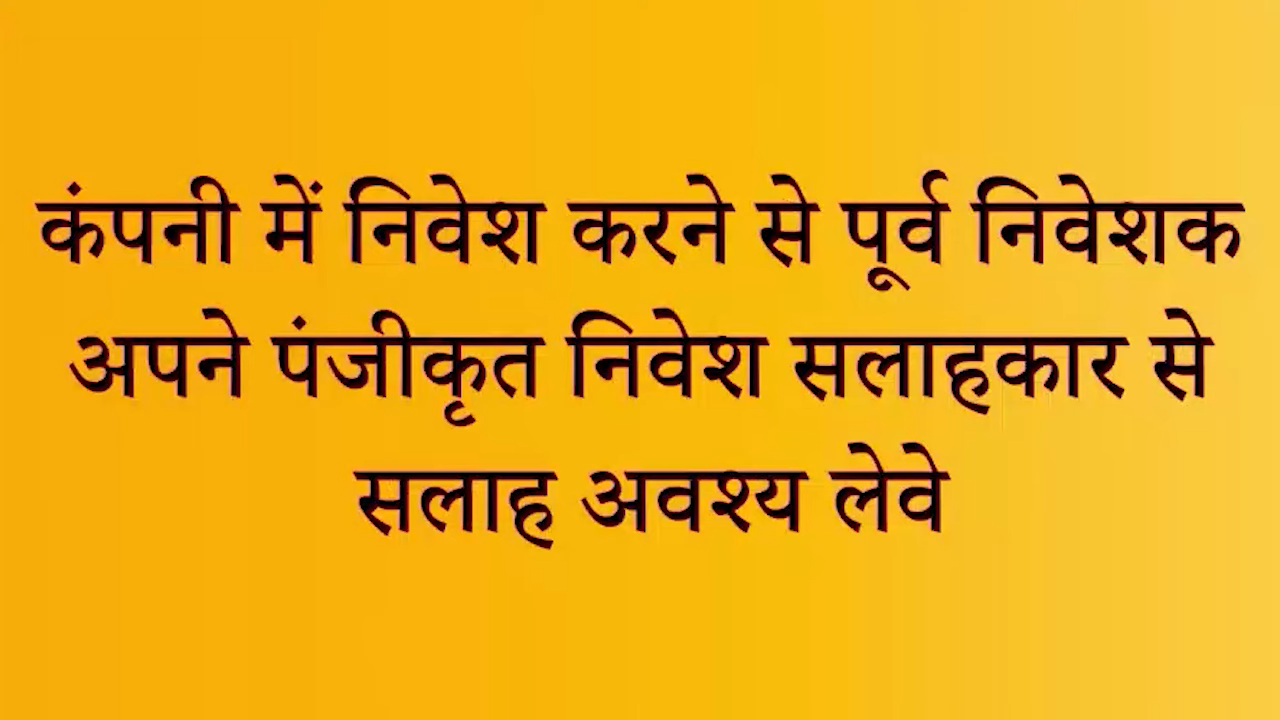 कंपनी में निवेश करने से पूर्व निवेशक
अपने पंजीकृत निवेश सलाहकार से
सलाह अवश्य लेवे